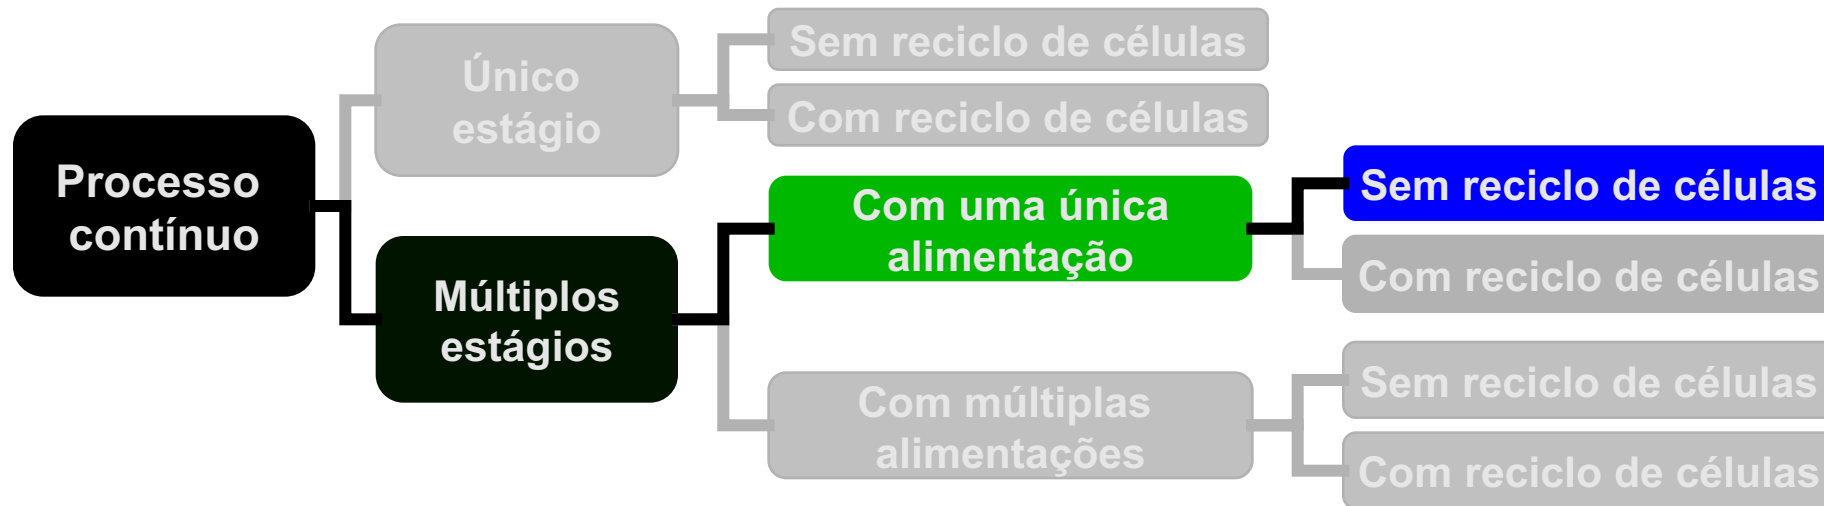 Processo
contínuo
Único
estágio
Sem reciclo de células
Com reciclo de células
Múltiplos
estágios
Com uma única
alimentação
Sem reciclo de células
Com reciclo de células
Com múltiplas
alimentações
Sem reciclo de células
Com reciclo de células